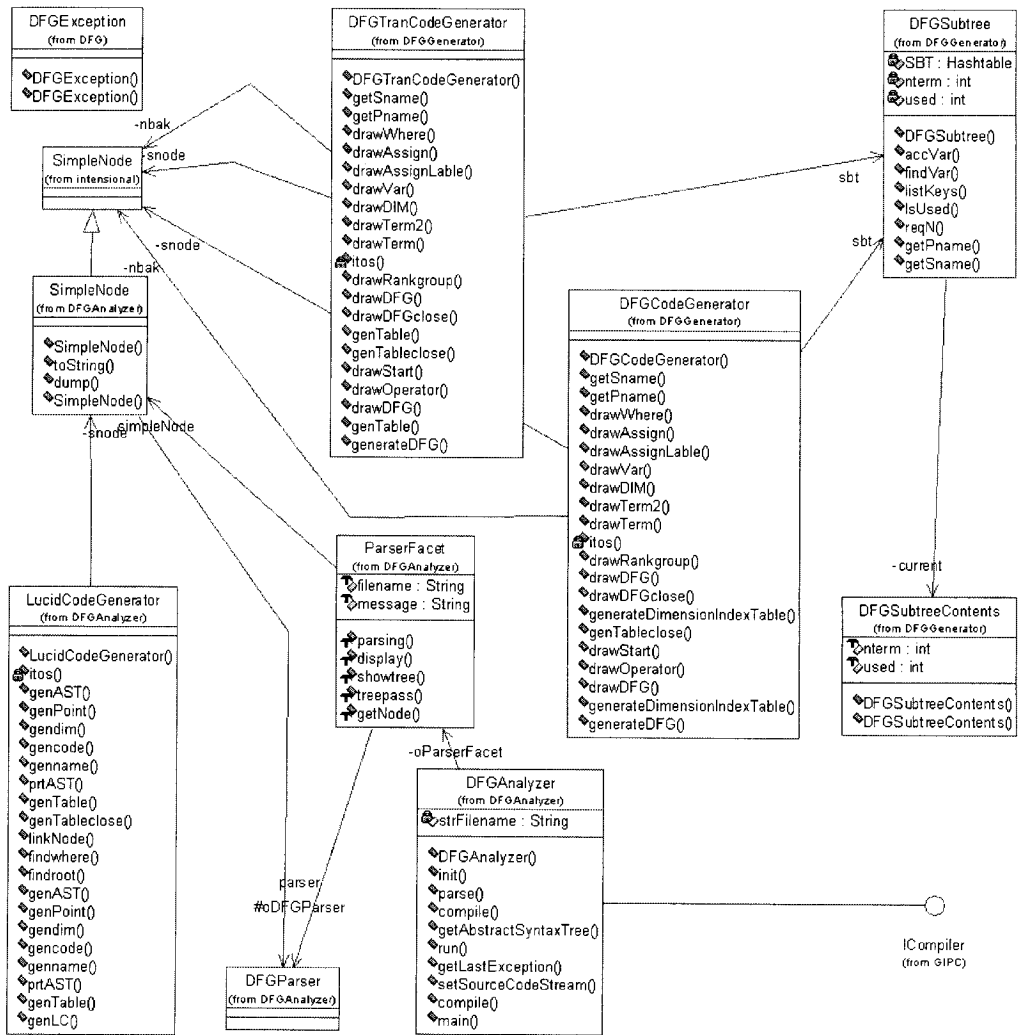 DFGException
(from DFG)
DFGException()
DFGException()
DFGTranCodeGenerator
(from DFGGenerator)
DFGTranCodeGenerator()
getSname()
getPname()
drawWhere()
drawAssign()
drawAssignLable()
drawVar()
drawDIM()
drawTerm2()
drawTerm()
itos()
drawRankgroup()
drawDFG()
drawDFGclose()
genTable()
genTableclose()
drawStart()
drawOperator()
drawDFG()
genTable()
generateDFG()
DFGSubtree
(from DFGGenerator)
SBT : Hashtable
nterm : int
used : int
DFGSubtree()
accVar()
findVar()
listKeys()
IsUsed()
reqN()
getPname()
getSname()
-nbak
-snode
SimpleNode
(from intensional)
sbt
-snode
-nbak
sbt
SimpleNode
(from DFGAnalyzer)
SimpleNode()
toString()
dump()
SimpleNode()
-snode
simpleNode
DFGCodeGenerator
(from DFGGenerator)
DFGCodeGenerator()
getSname()
getPname()
drawWhere()
drawAssign()
drawAssignLable()
drawVar()
drawDIM()
drawTerm2()
drawTerm()
itos()
drawRankgroup()
drawDFG()
drawDFGclose()
generateDimensionIndexTable()
genTableclose()
drawStart()
drawOperator()
drawDFG()
generateDimensionIndexTable()
generateDFG()
-current
DFGSubtreeContents
(from DFGGenerator)
nterm : int
used : int
DFGSubtreeContents()
DFGSubtreeContents()
ParserFacet
(from DFGAnalyzer)
filename : String
message : String
parsing()
display()
showtree()
treepass()
getNode()
LucidCodeGenerator
(from DFGAnalyzer)
LucidCodeGenerator()
itos()
genAST()
genPoint()
gendim()
gencode()
genname()
prtAST()
genTable()
genTableclose()
linkNode()
findwhere()
findroot()
genAST()
genPoint()
gendim()
gencode()
genname()
prtAST()
genTable()
genLC()
-oParserFacet
DFGAnalyzer
(from DFGAnalyzer)
strFilename : String
DFGAnalyzer()
init()
parse()
compile()
getAbstractSyntaxTree()
run()
getLastException()
setSourceCodeStream()
compile()
main()
parser
#oDFGParser
DFGParser
(from DFGAnalyzer)
ICompiler
(from GIPC)